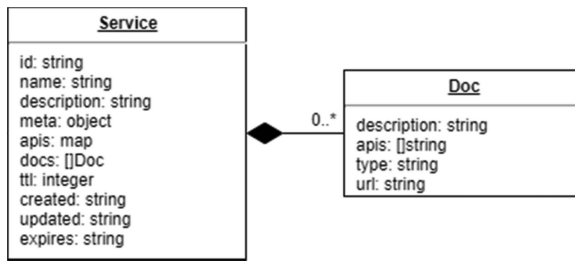 Service
id: string
name: string
description: string
meta: object
apis: map
docs: []Doc
ttl: integer
created: string
updated: string
expires: string
0..*
Doc
description: string
apis: []string
type: string
url: string